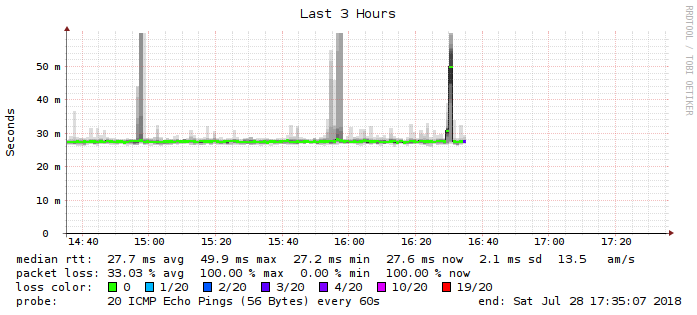 Last 3 Hours
RRDTOOL / TOBI OETIKER
Seconds
50 m
40 m
30 m
20 m
10 m
0
14:40 15:00 15:20 15:40 16:00 16:20 16:40 17:00 17:20
median rtt: 27.7 ms avg 49.9 ms max 27.2 ms min 27.6 ms now 2.1 ms sd 13.5 am/s
packet loss: 33.03 % avg 100.00 % max 0.00 % min 100.00 % now
loss color: 0 1/20 2/20 3/20 4/20 10/20 19/20
probe: 20 ICMP Echo Pings (56 Bytes) every 60s end: Sat Jul 28 17:35:07 2018